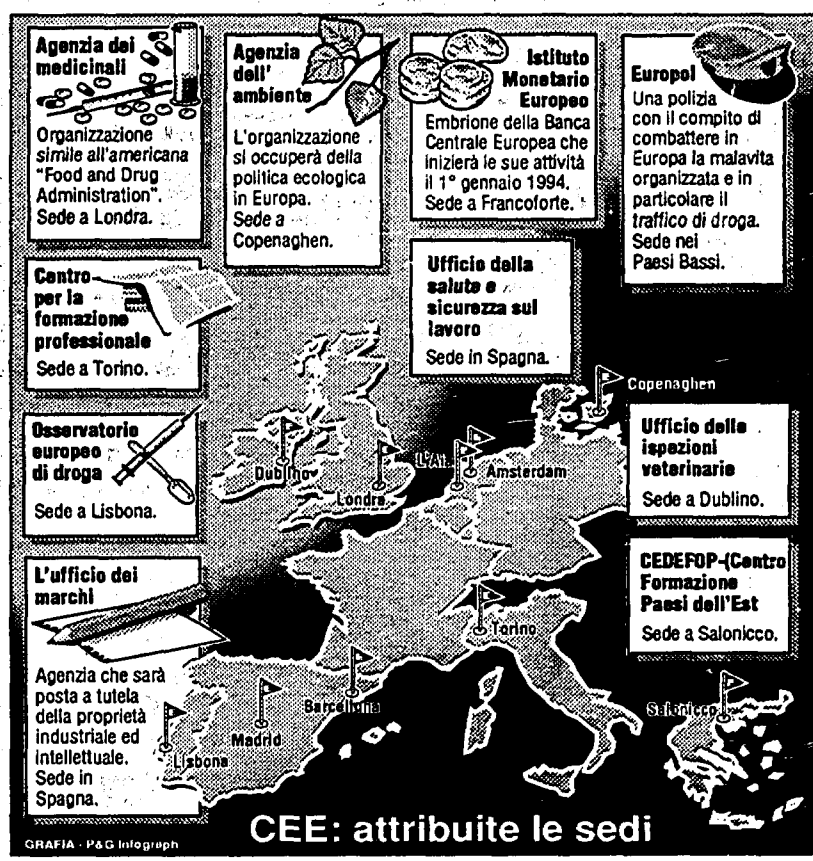 Agenzia dei
medicinali
Organizzazione
simile all'americana
"Food and Drug
Administration".
Sede a Londra.
Agenzia
dell'
ambiente
L'organizzazione
si occuperà della
politica ecologica
in Europa.
Sede a
Copenaghen.
Istituto
Monetario
Europeo
Embrione della Banca
Centrale Europea che
inizierà le sue attività
il 1° gennaio 1994.
Sede a Francoforte.
Europol
Una polizia
con il compito di
combattere in
Europa la malavita
organizzata e in
particolare il
traffico di droga.
Sede nei
Paesi Bassi.
Centro
per la
formazione
professionale
Sede a Torino.
Ufficio della
salute e
sicurezza sul
lavoro
Sede in Spagna.
Osservatorio
europeo
di droga
Sede a Lisbona.
Ufficio delle
ispezioni
veterinarie
Sede a Dublino.
L'ufficio dei
marchi
Agenzia che sarà
posta a tutela
della proprietà
industriale ed
intellettuale.
Sede in
Spagna.
CEDEFOP-(Centro
Formazione
Paesi dell'Est
Sede a Salonicco.
Copenaghen
Dublino
Londra
Amsterdam
Torino
Barcellona
Madrid
Lisbona
Salonicco
CEE: attribuite le sedi
GRAFIA - P&G Infograph